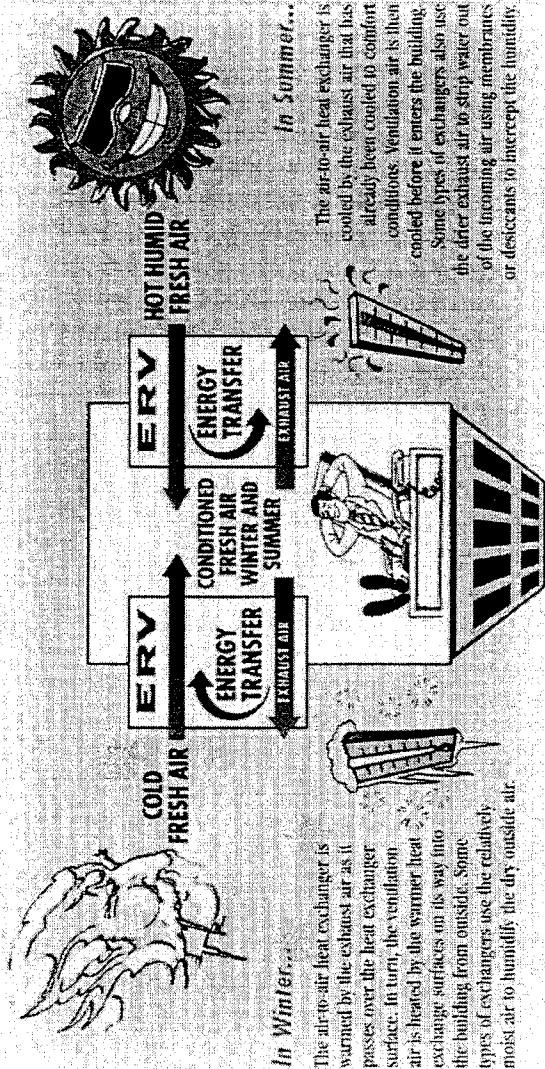 In Winter...
The air-to-air heat exchanger is
warmed by the exhaust air as it
passes over the heat exchanger
surface. In turn, the ventilation
air is heated by the warmer heat
exchange surfaces on its way into
the building from outside. Some
types of exchangers use the relatively
moist air to humidify the dry outside air.
COLD
FRESH AIR
ERV
ENERGY
TRANSFER
EXHAUST AIR
CONDITIONED
FRESH AIR
WINTER AND
SUMMER
ERV
ENERGY
TRANSFER
EXHAUST AIR
HOT HUMID
FRESH AIR
In Summer...
The air-to-air heat exchanger is
cooled by the exhaust air that has
already been cooled to comfort
conditions. Ventilation air is then
cooled before it enters the building.
Some types of exchangers also use
the drier exhaust air to strip water out
of the incoming air using membranes
or desiccants to intercept the humidity.